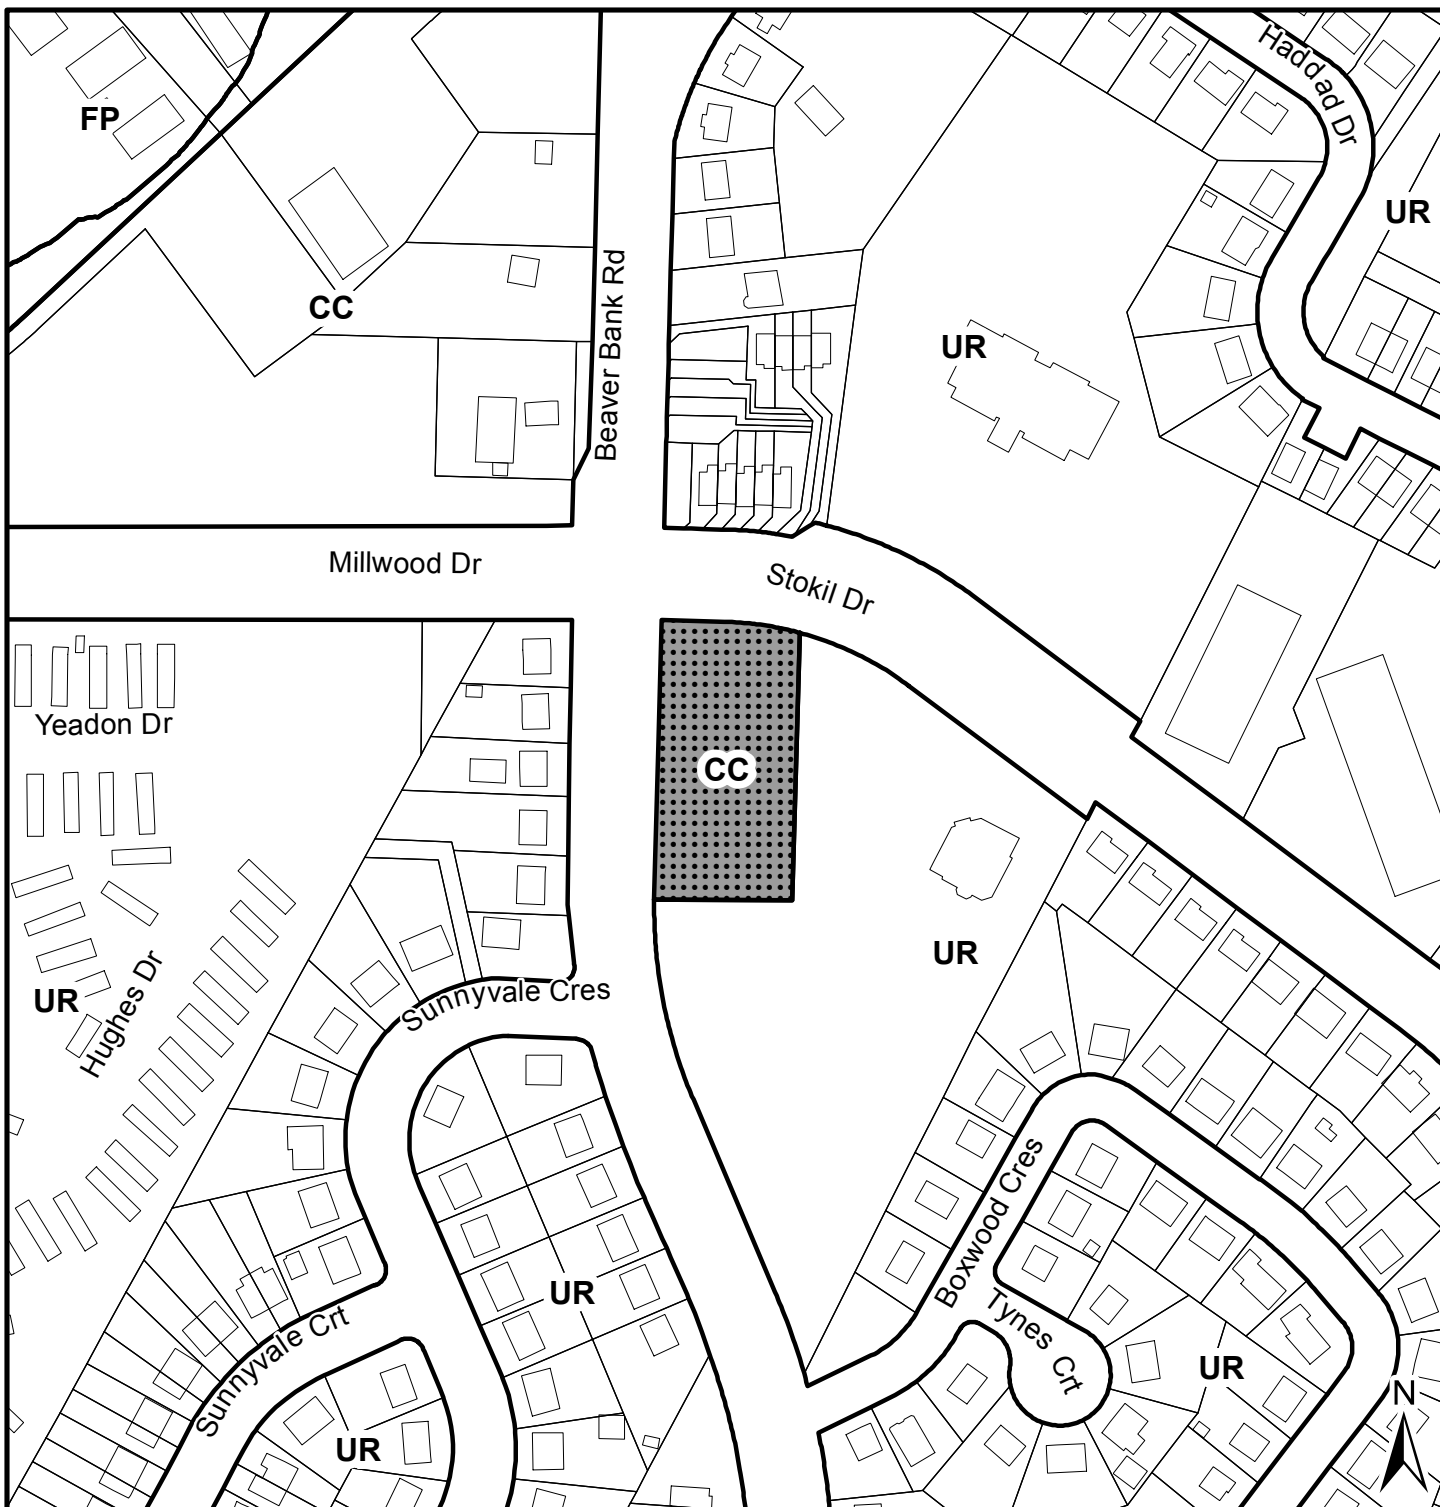 Haddad Dr
FP
UR
CC
Beaver Bank Rd
UR
Millwood Dr
Stokil Dr
Yeadon Dr
CC
UR
UR
Hughes Dr
Sunnyvale Cres
Boxwood Cres
UR
Tynes Crt
Sunnyvale Crt
UR
N
UR